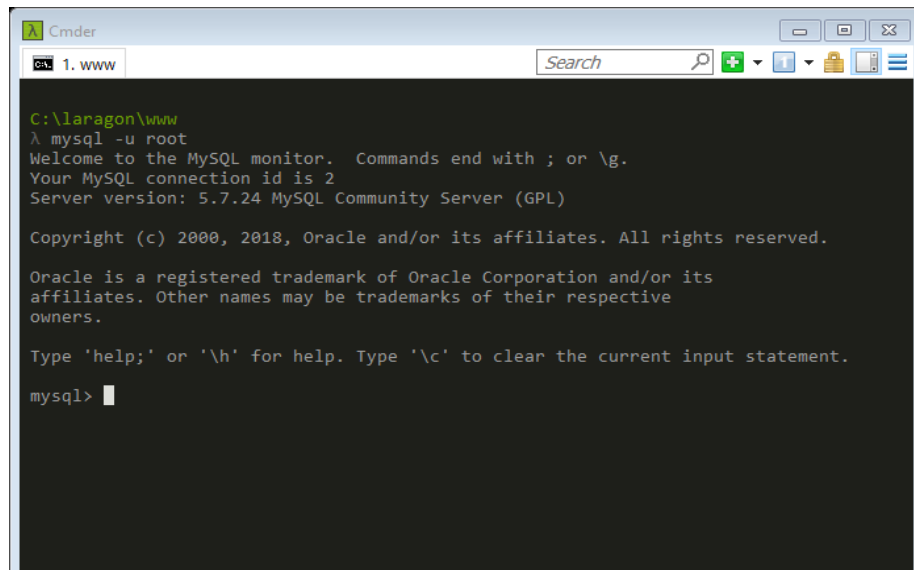 λ Cmder
1. www
Search
C:\laragon\www
λ mysql -u root
Welcome to the MySQL monitor.  Commands end with ; or \g.
Your MySQL connection id is 2
Server version: 5.7.24 MySQL Community Server (GPL)
Copyright (c) 2000, 2018, Oracle and/or its affiliates. All rights reserved.
Oracle is a registered trademark of Oracle Corporation and/or its
affiliates. Other names may be trademarks of their respective
owners.
Type 'help;' or '\h' for help. Type '\c' to clear the current input statement.
mysql>